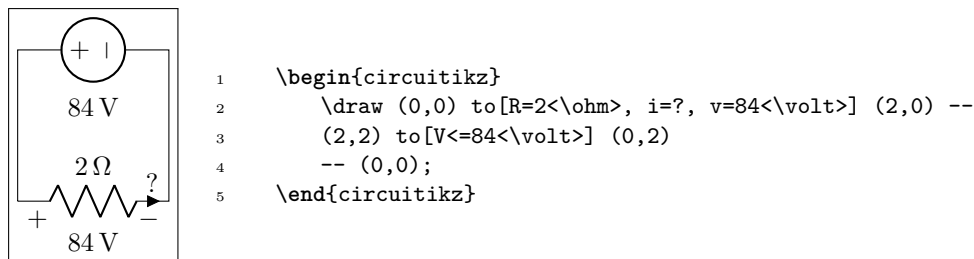 + −
84 V
2 Ω
?
+ −
84 V
1 \begin{circuitikz}
2 \draw (0,0) to[R=2<\ohm>, i=?, v=84<\volt>] (2,0) --
3 (2,2) to[V<=84<\volt>] (0,2)
4 -- (0,0);
5 \end{circuitikz}